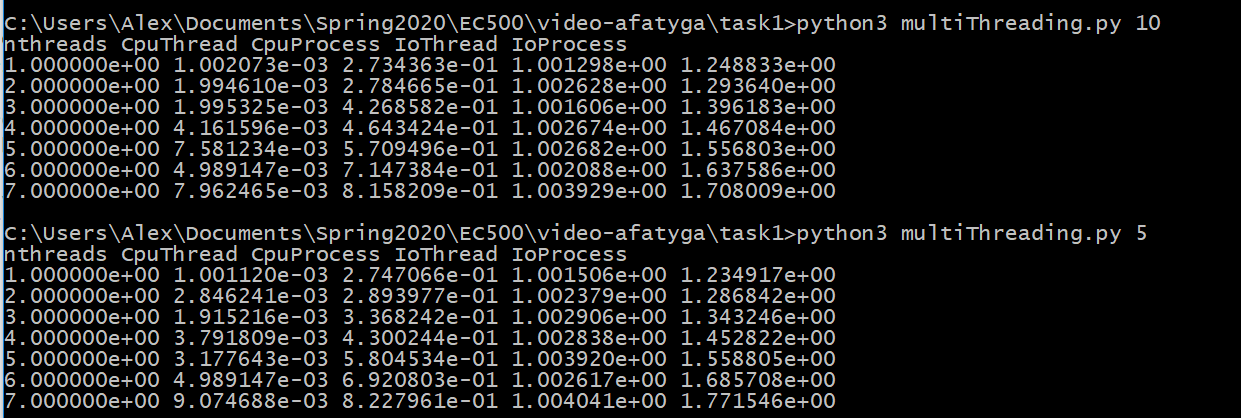 C:\Users\Alex\Documents\Spring2020\EC500\video-afatyga\task1>python3 multiThreading.py 10
nthreads CpuThread CpuProcess IoThread IoProcess
1.000000e+00 1.002073e-03 2.734363e-01 1.001298e+00 1.248833e+00
2.000000e+00 1.994610e-03 2.784665e-01 1.002628e+00 1.293640e+00
3.000000e+00 1.995325e-03 4.268582e-01 1.001606e+00 1.396183e+00
4.000000e+00 4.161596e-03 4.643424e-01 1.002674e+00 1.467084e+00
5.000000e+00 7.581234e-03 5.709496e-01 1.002682e+00 1.556803e+00
6.000000e+00 4.989147e-03 7.147384e-01 1.002088e+00 1.637586e+00
7.000000e+00 7.962465e-03 8.158209e-01 1.003929e+00 1.708009e+00
C:\Users\Alex\Documents\Spring2020\EC500\video-afatyga\task1>python3 multiThreading.py 5
nthreads CpuThread CpuProcess IoThread IoProcess
1.000000e+00 1.001120e-03 2.747066e-01 1.001506e+00 1.234917e+00
2.000000e+00 2.846241e-03 2.893977e-01 1.002379e+00 1.286842e+00
3.000000e+00 1.915216e-03 3.368242e-01 1.002906e+00 1.343246e+00
4.000000e+00 3.791809e-03 4.300244e-01 1.002838e+00 1.452822e+00
5.000000e+00 3.177643e-03 5.804534e-01 1.003920e+00 1.558805e+00
6.000000e+00 4.989147e-03 6.920803e-01 1.002617e+00 1.685708e+00
7.000000e+00 9.074688e-03 8.227961e-01 1.004041e+00 1.771546e+00